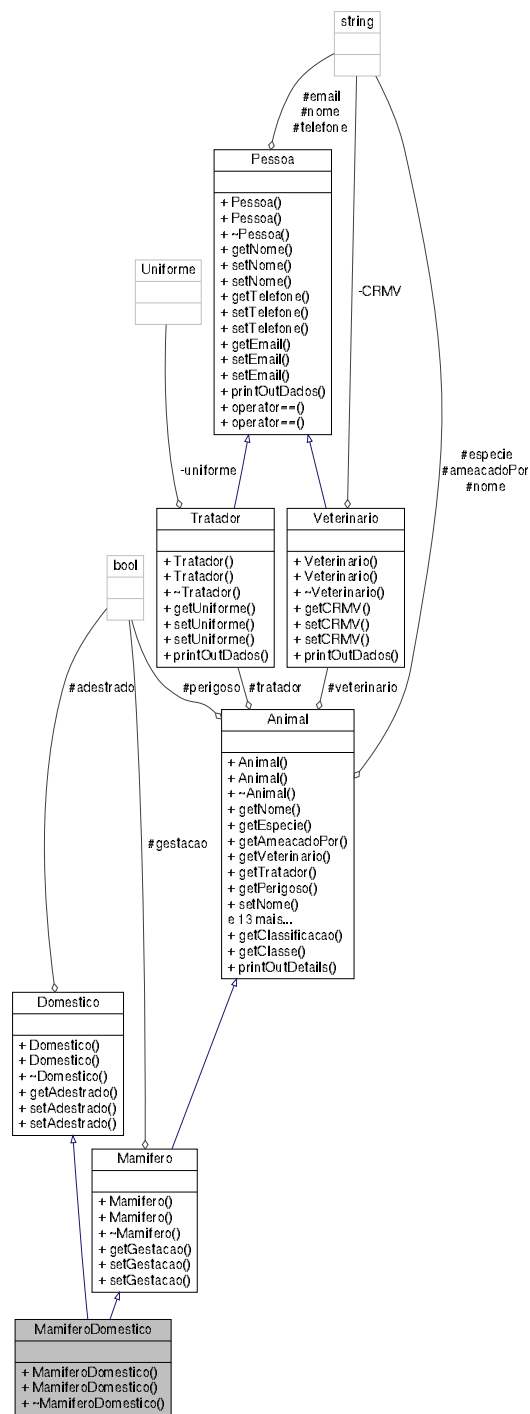 string
#email
#nome
#telefone
Pessoa
+ Pessoa()
+ Pessoa()
+ ~Pessoa()
+ getNome()
+ setNome()
+ setNome()
+ getTelefone()
+ setTelefone()
+ setTelefone()
+ getEmail()
+ setEmail()
+ setEmail()
+ printOutDados()
+ operator==()
+ operator==()
Uniforme
-CRMV
-uniforme
#especie
#ameacadoPor
#nome
Tratador
+ Tratador()
+ Tratador()
+ ~Tratador()
+ getUniforme()
+ setUniforme()
+ setUniforme()
+ printOutDados()
Veterinario
+ Veterinario()
+ Veterinario()
+ ~Veterinario()
+ getCRMV()
+ setCRMV()
+ setCRMV()
+ printOutDados()
bool
#adestrado
#perigoso
#tratador
#veterinario
#gestacao
Animal
+ Animal()
+ Animal()
+ ~Animal()
+ getNome()
+ getEspecie()
+ getAmeacadoPor()
+ getVeterinario()
+ getTratador()
+ getPerigoso()
+ setNome()
e 13 mais...
+ getClassificacao()
+ getClasse()
+ printOutDetails()
Domestico
+ Domestico()
+ Domestico()
+ ~Domestico()
+ getAdestrado()
+ setAdestrado()
+ setAdestrado()
Mamifero
+ Mamifero()
+ Mamifero()
+ ~Mamifero()
+ getGestacao()
+ setGestacao()
+ setGestacao()
MamiferoDomestico
+ MamiferoDomestico()
+ MamiferoDomestico()
+ ~MamiferoDomestico()